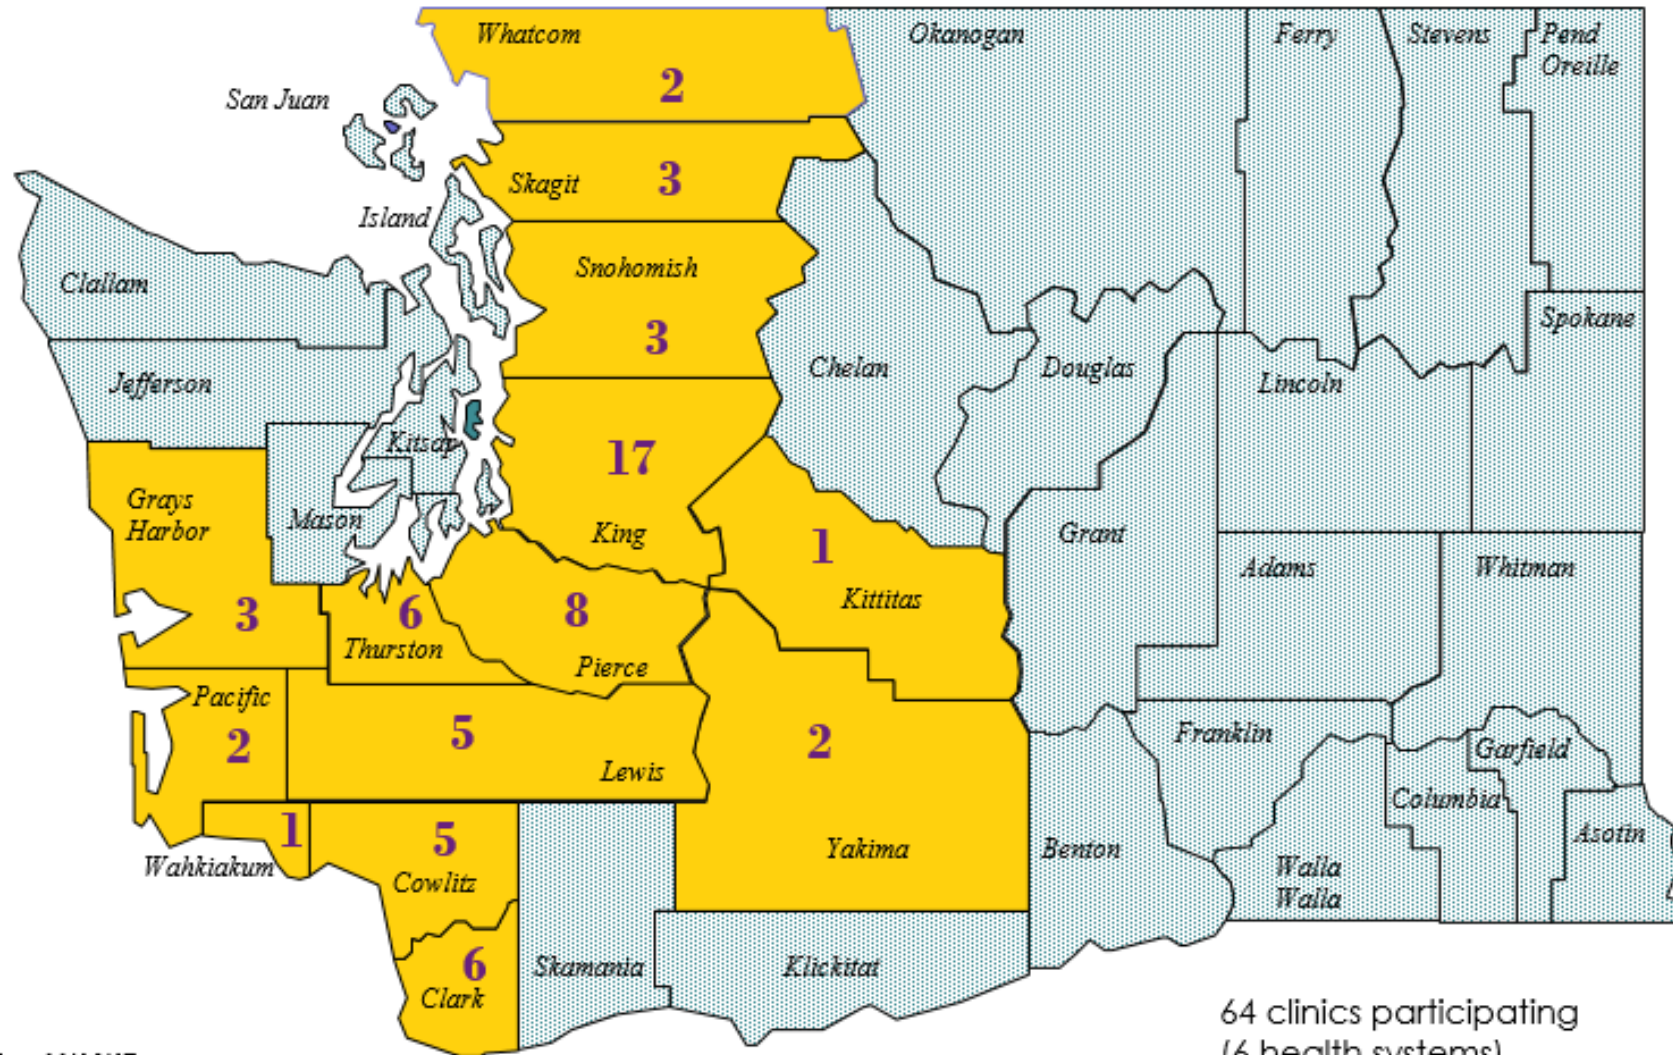 Whatcom
2
Okanogan
Ferry
Stevens
Pend
Oreille
San Juan
Skagit
3
Island
Snohomish
3
Clallam
Chelan
Douglas
Lincoln
Spokane
Jefferson
Kitsap
17
King
Grays
Harbor
3
Mason
1
Kittitas
Grant
Adams
Whitman
6
Thurston
8
Pierce
Pacific
2
5
Lewis
2
Yakima
Franklin
Garfield
Columbia
Asotin
1
Wahkiakum
5
Cowlitz
Benton
Walla
Walla
6
Clark
Skamania
Klickitat
64 clinics participating
(6 health systems)